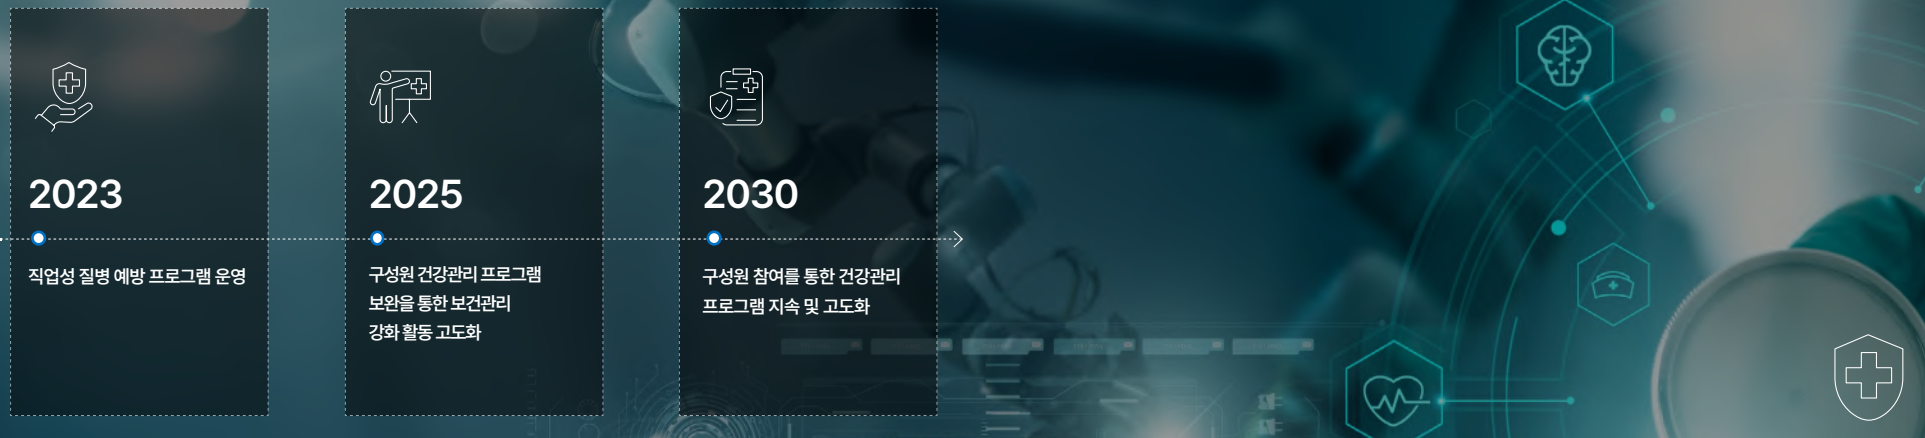 2023
직업성 질병 예방 프로그램 운영
2025
구성원 건강관리 프로그램
보완을 통한 보건관리
강화 활동 고도화
2030
구성원 참여를 통한 건강관리
프로그램 지속 및 고도화